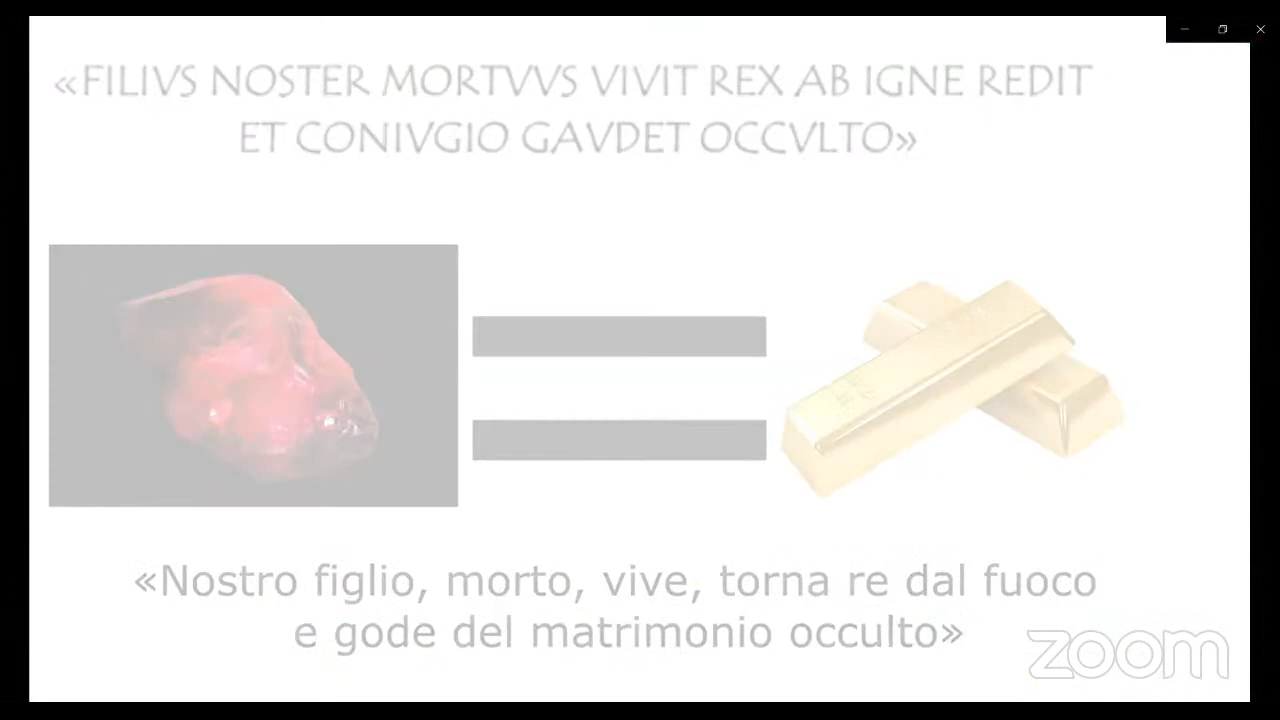 «FILIVS NOSTER MORTVVS VIVIT REX AB IGNE REDIT
ET CONIVGIO GAVDET OCCVLTO»
«Nostro figlio, morto, vive, torna re dal fuoco
e gode del matrimonio occulto»
zoom